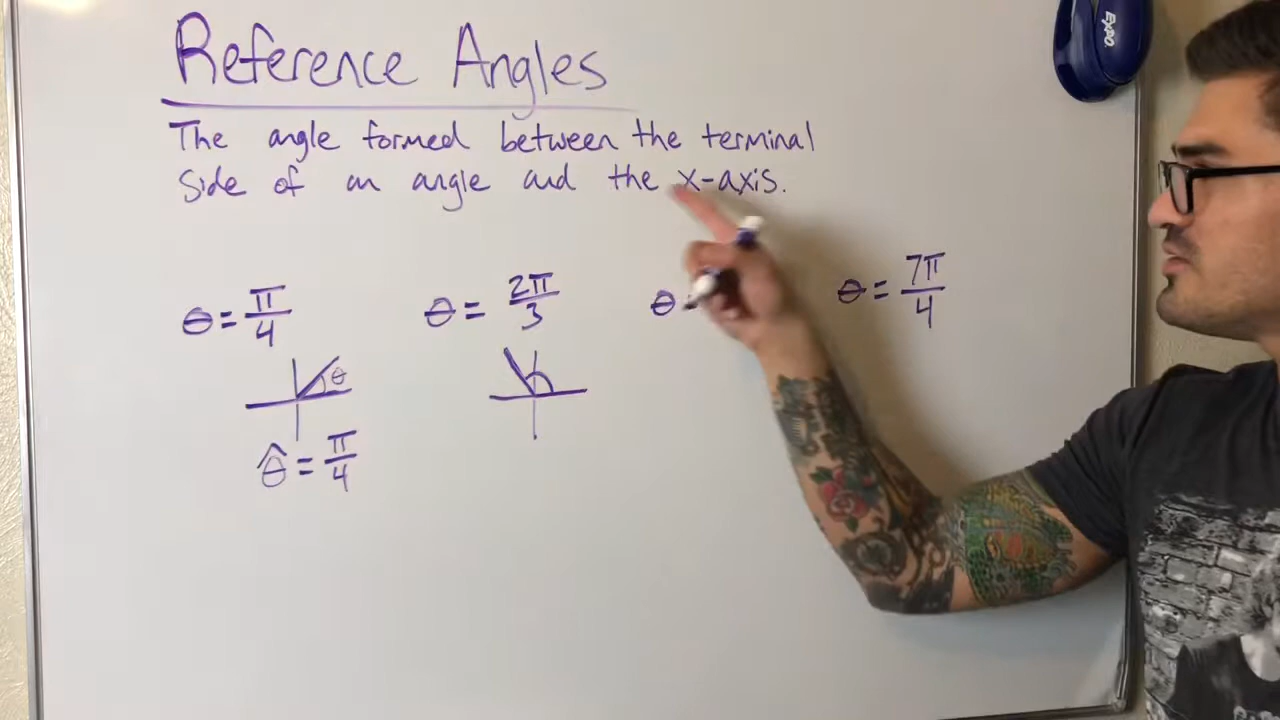 Reference Angles
The angle formed between the terminal
side of an angle and the x-axis.
θ = π/4
θ = 2π/3
θ =
θ = 7π/4
θ
θ̂ = π/4
EXPO